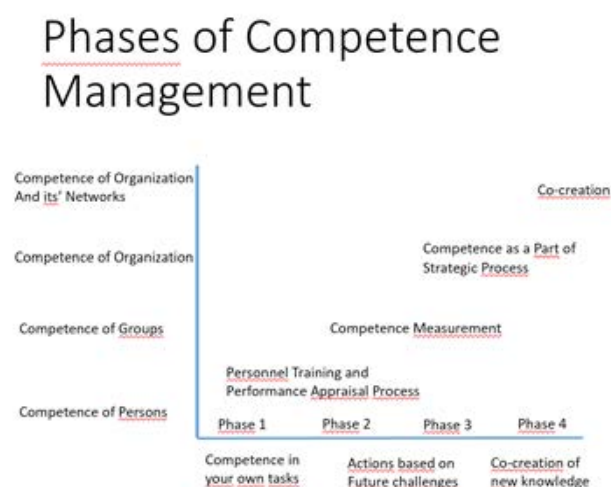 Phases of Competence
Management
Competence of Organization
And its' Networks
Co-creation
Competence of Organization
Competence as a Part of
Strategic Process
Competence of Groups
Competence Measurement
Personnel Training and
Performance Appraisal Process
Competence of Persons
Phase 1
Phase 2
Phase 3
Phase 4
Competence in
your own tasks
Actions based on
Future challenges
Co-creation of
new knowledge